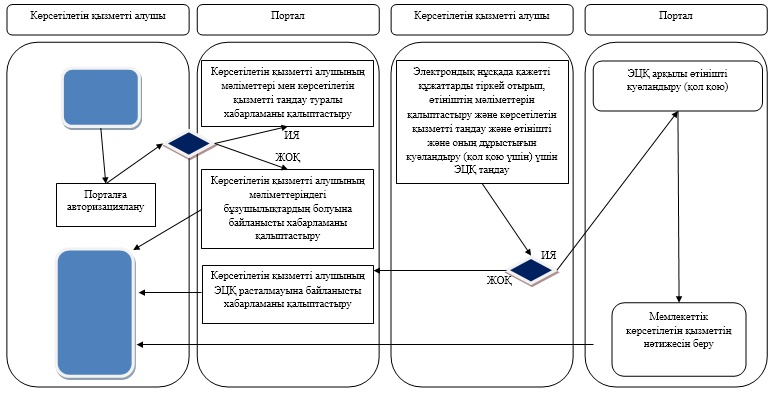 Көрсетілетін қызметті алушы
Портал
Көрсетілетін қызметті алушы
Портал
Порталға
авторизациялану
Көрсетілетін қызметті алушының
мәліметтері мен көрсетілетін
қызметті таңдау туралы
хабарламаны қалыптастыру
ИЯ
ЖОҚ
Көрсетілетін қызметті алушының
мәліметтеріндегі
бұзушылықтардың болуына
байланысты хабарламаны
қалыптастыру
Көрсетілетін қызметті алушының
ЭЦҚ расталмауына байланысты
хабарламаны қалыптастыру
Электрондық нұсқада қажетті
құжаттарды тіркей отырып,
өтініштің мәліметтерін
қалыптастыру және көрсетілетін
қызметті таңдау және өтінішті
және оның дұрыстығын
куәландыру (қол қою үшін) үшін
ЭЦҚ таңдау
ИЯ
ЖОҚ
ЭЦҚ арқылы өтінішті
куәландыру (қол қою)
Мемлекеттік
көрсетілетін қызметтің
нәтижесін беру